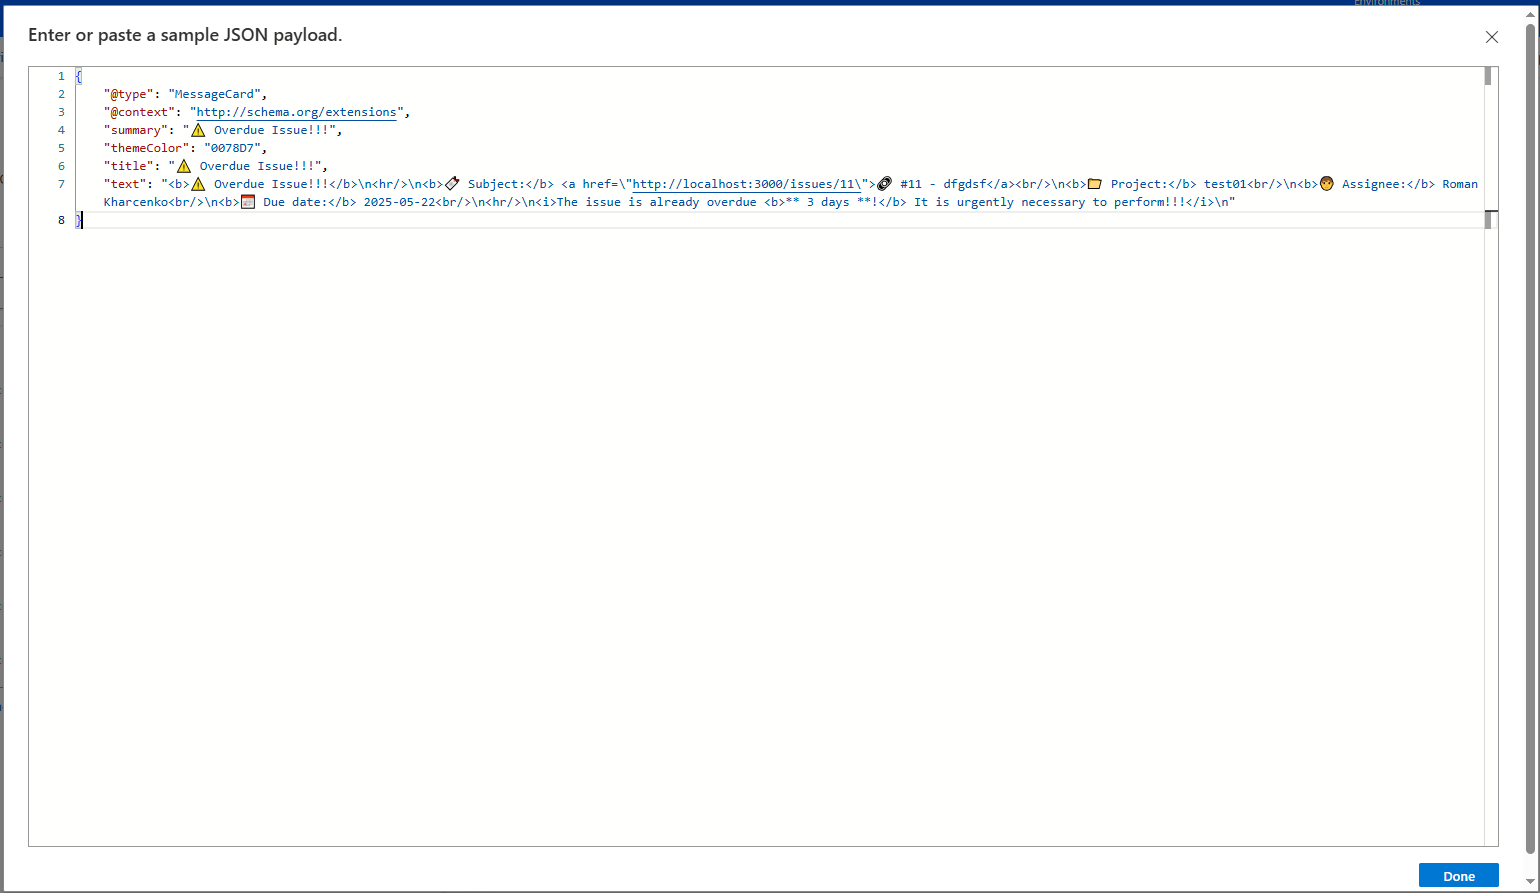 Environments
Enter or paste a sample JSON payload.
1 {
2 "@type": "MessageCard",
3 "@context": "http://schema.org/extensions",
4 "summary": "⚠️ Overdue Issue!!!",
5 "themeColor": "0078D7",
6 "title": "⚠️ Overdue Issue!!!",
7 "text": "<b>⚠️ Overdue Issue!!!</b>\n<hr/>\n<b>📌 Subject:</b> <a href=\"http://localhost:3000/issues/11\">🔗 #11 - dfgdsf</a><br/>\n<b>📁 Project:</b> test01<br/>\n<b>👨 Assignee:</b> Roman
Kharcenko<br/>\n<b>📅 Due date:</b> 2025-05-22<br/>\n<hr/>\n<i>The issue is already overdue <b>** 3 days **!</b> It is urgently necessary to perform!!!</i>\n"
8 }
Done